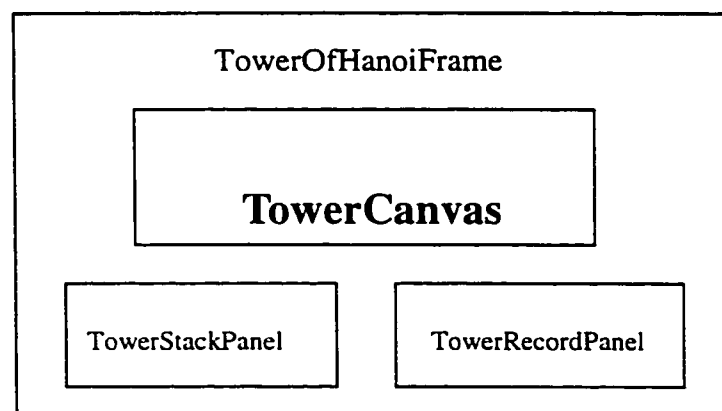 TowerOfHanoiFrame
TowerCanvas
TowerStackPanel
TowerRecordPanel